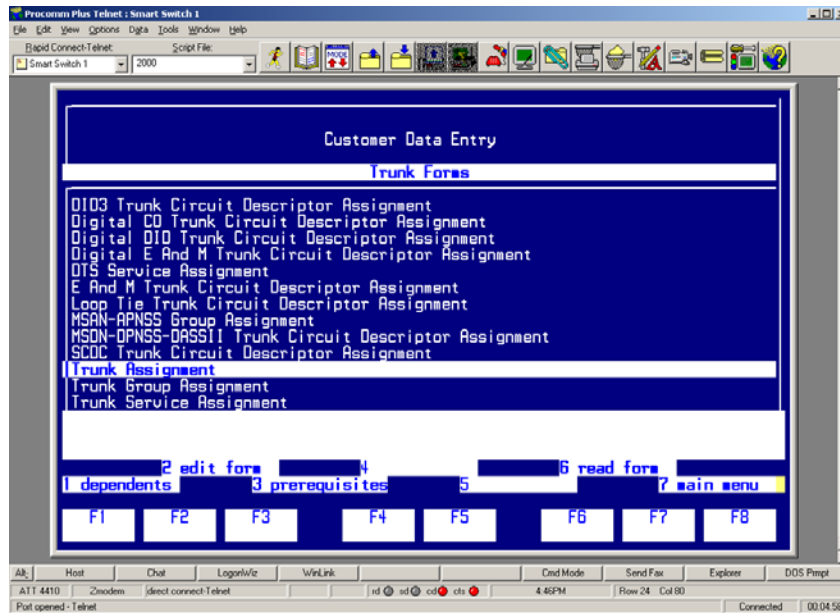 Procomm Plus Telnet : Smart Switch 1
File Edit View Options Data Tools Window Help
Rapid Connect-Telnet: Script File:
Smart Switch 1 2000
MODE
Customer Data Entry
Trunk Forms
DID3 Trunk Circuit Descriptor Assignment
Digital CO Trunk Circuit Descriptor Assignment
Digital DID Trunk Circuit Descriptor Assignment
Digital E And M Trunk Circuit Descriptor Assignment
DTS Service Assignment
E And M Trunk Circuit Descriptor Assignment
Loop Tie Trunk Circuit Descriptor Assignment
MSAN-APNSS Group Assignment
MSDN-DPNSS-DASSII Trunk Circuit Descriptor Assignment
SCOC Trunk Circuit Descriptor Assignment
Trunk Assignment
Trunk Group Assignment
Trunk Service Assignment
2 edit form 4 6 read form
1 dependents 3 prerequisites 5 7 main menu
F1 F2 F3 F4 F5 F6 F7 F8
Alt- Host Chat LogonWiz WinLink Cmd Mode Send Fax Explorer DOS Prmpt
ATT 4410 Zmodem direct connect-Telnet rd sd cd cts 4:46PM Row 24 Col 80
Port opened - Telnet Connected 00:04:59